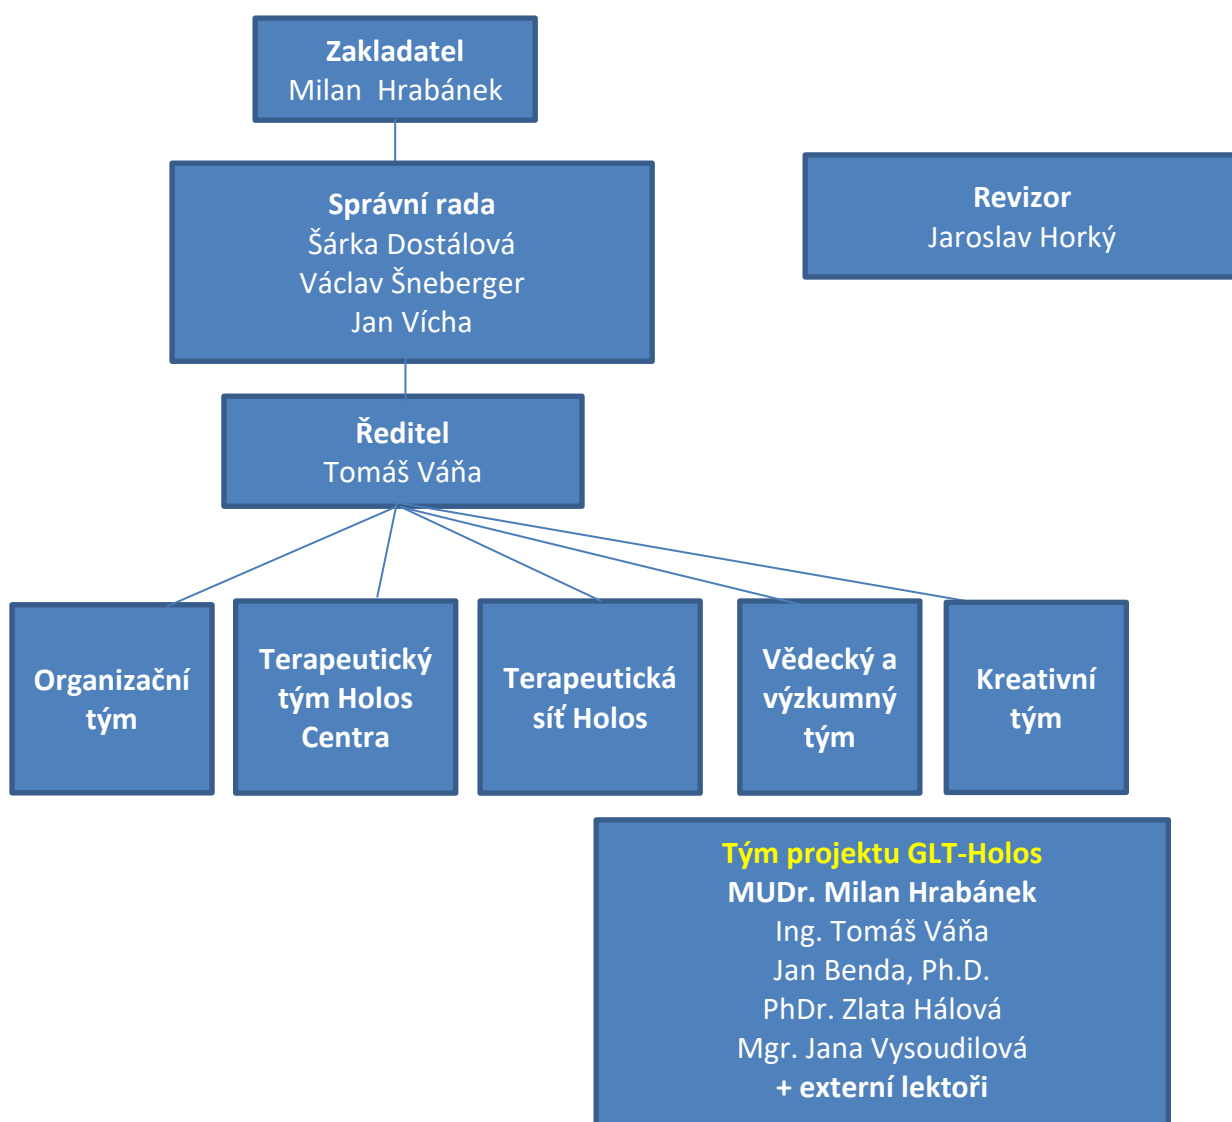 Zakladatel
Milan Hrabánek
Správní rada
Šárka Dostálová
Václav Šneberger
Jan Vícha
Revizor
Jaroslav Horký
Ředitel
Tomáš Váňa
Organizační
tým
Terapeutický
tým Holos
Centra
Terapeutická
síť Holos
Vědecký a
výzkumný
tým
Kreativní
tým
Tým projektu GLT-Holos
MUDr. Milan Hrabánek
Ing. Tomáš Váňa
Jan Benda, Ph.D.
PhDr. Zlata Hálová
Mgr. Jana Vysoudilová
+ externí lektoři